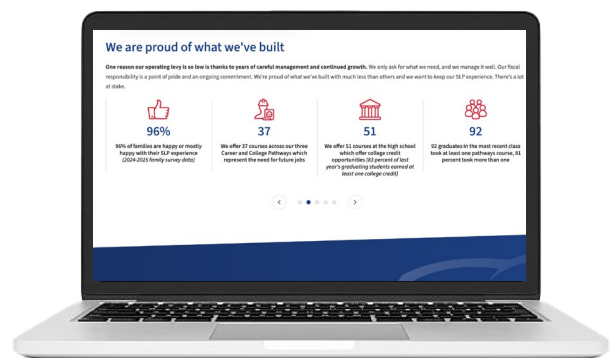 We are proud of what we've built
One reason our operating levy is so low is thanks to years of careful management and continued growth. We only ask for what we need, and we manage it well. Our fiscal
responsibility is a point of pride and an ongoing commitment. We're proud of what we've built with much less than others and we want to keep our SLP experience. There's a lot
at stake.
96%
96% of families are happy or mostly
happy with their SLP experience
(2024-2025 family survey data)
37
We offer 37 courses across our three
Career and College Pathways which
represent the need for future jobs
51
We offer 51 courses at the high school
which offer college credit
opportunities (83 percent of last
year's graduating students earned at
least one college credit)
92
92 graduates in the most recent class
took at least one pathways course, 81
percent took more than one